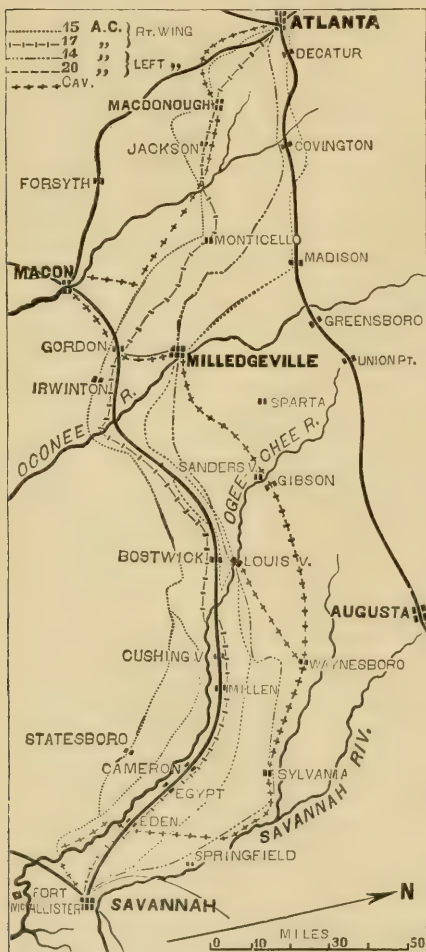 15 A.C. } RT. WING
17 „
14 „ } LEFT „
20 „
CAV.
ATLANTA
DECATUR
MACDONOUGH
JACKSON
COVINGTON
FORSYTH
MONTICELLO
MADISON
MACON
GREENSBORO
GORDON
MILLEDGEVILLE
UNION PT.
IRWINTON
SPARTA
OCONEE R.
OGEE-CHEE R.
SANDERS V.
GIBSON
BOSTWICK
LOUIS V.
AUGUSTA
CUSHING V.
WAYNESBORO
MILLEN
STATESBORO
CAMERON
SYLVANIA
EGYPT
SAVANNAH RIV.
EDEN
SPRINGFIELD
FORT
MCALLISTER
SAVANNAH
N
MILES
0 10 30 50